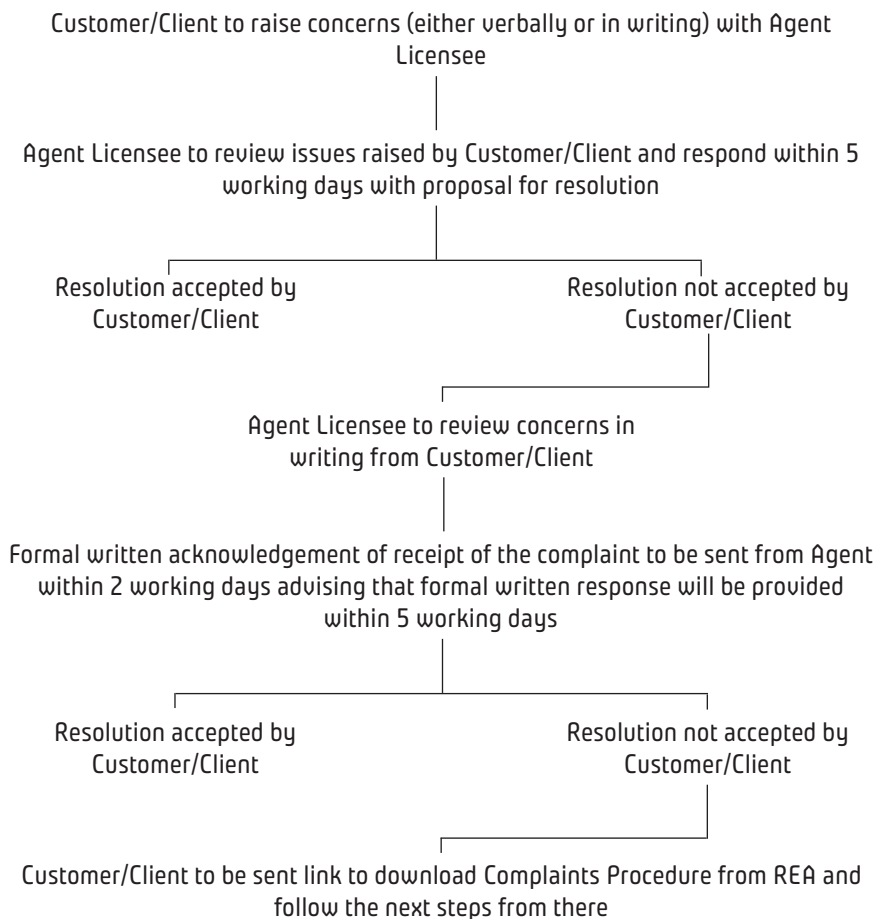 Customer/Client to raise concerns (either verbally or in writing) with Agent
Licensee
Agent Licensee to review issues raised by Customer/Client and respond within 5
working days with proposal for resolution
Resolution accepted by
Customer/Client
Resolution not accepted by
Customer/Client
Agent Licensee to review concerns in
writing from Customer/Client
Formal written acknowledgement of receipt of the complaint to be sent from Agent
within 2 working days advising that formal written response will be provided
within 5 working days
Resolution accepted by
Customer/Client
Resolution not accepted by
Customer/Client
Customer/Client to be sent link to download Complaints Procedure from REA and
follow the next steps from there